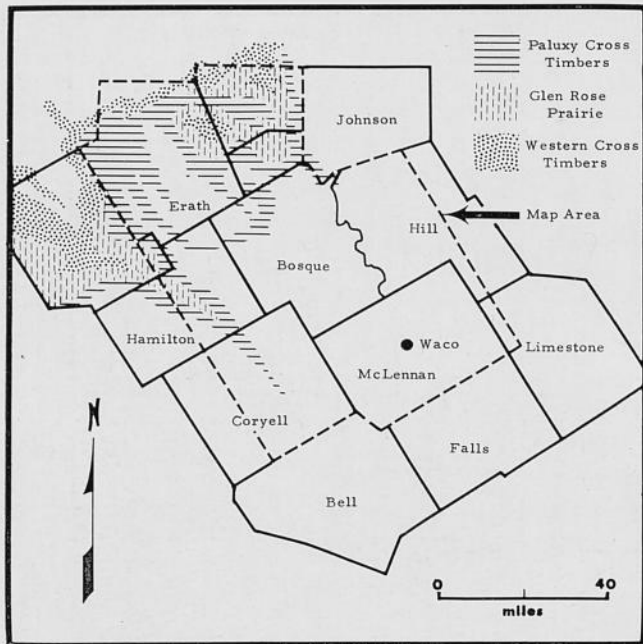 Paluxy Cross
Timbers
Glen Rose
Prairie
Western Cross
Timbers
Johnson
Erath
Hill
Map Area
Bosque
Hamilton
Waco
McLennan
Limestone
Coryell
Falls
Bell
N
0 40
miles